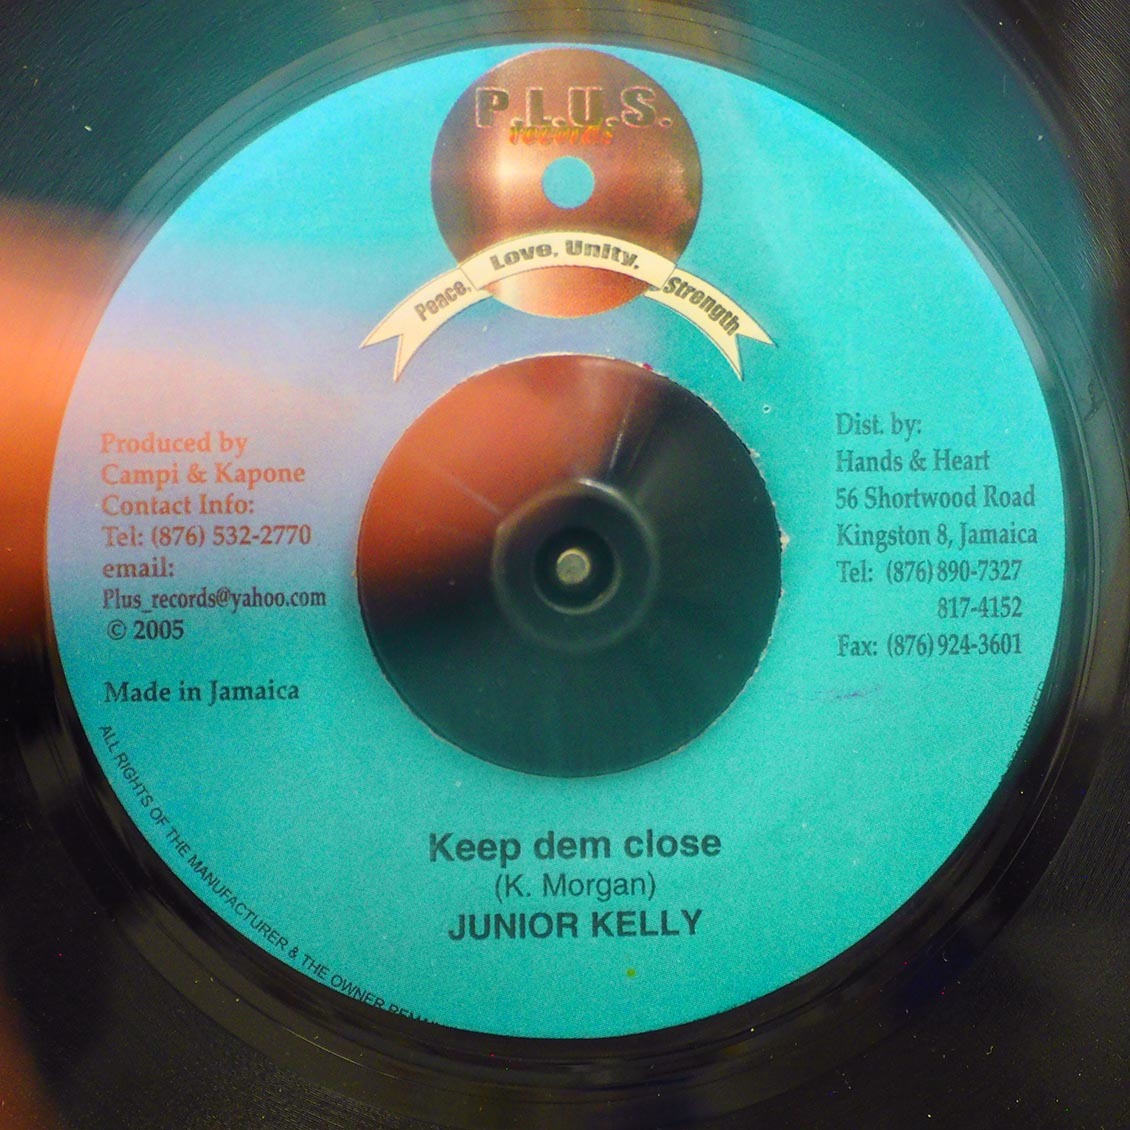 P.L.U.S.
records
Peace, Love, Unity, Strength
Produced by
Campi & Kapone
Contact Info:
Tel: (876) 532-2770
email:
Plus_records@yahoo.com
© 2005
Made in Jamaica
Dist. by:
Hands & Heart
56 Shortwood Road
Kingston 8, Jamaica
Tel: (876) 890-7327
817-4152
Fax: (876) 924-3601
Keep dem close
(K. Morgan)
JUNIOR KELLY
ALL RIGHTS OF THE MANUFACTURER & THE OWNER